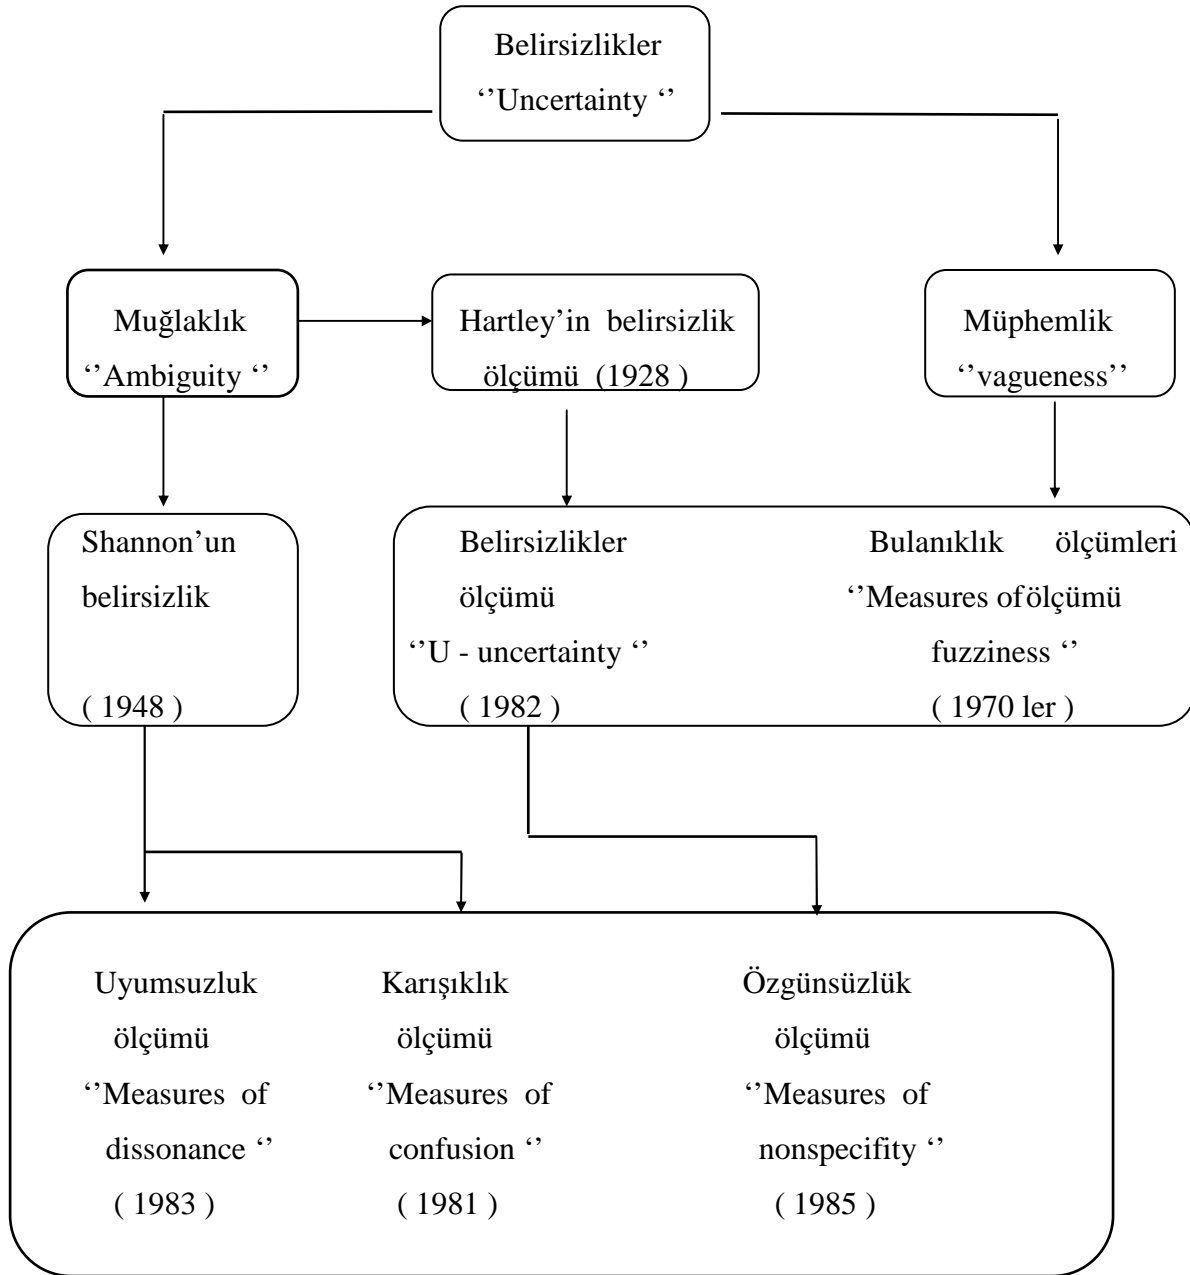 Belirsizlikler
‘’Uncertainty ‘’
Muğlaklık
‘’Ambiguity ‘’
Hartley’in belirsizlik
ölçümü (1928 )
Müphemlik
‘’vagueness’’
Shannon’un
belirsizlik
( 1948 )
Belirsizlikler
ölçümü
‘’U - uncertainty ‘’
( 1982 )
Bulanıklık ölçümleri
‘’Measures of ölçümü
fuzziness ‘’
( 1970 ler )
Uyumsuzluk
ölçümü
‘’Measures of
dissonance ‘’
( 1983 )
Karışıklık
ölçümü
‘’Measures of
confusion ‘’
( 1981 )
Özgünsüzlük
ölçümü
‘’Measures of
nonspecifity ‘’
( 1985 )